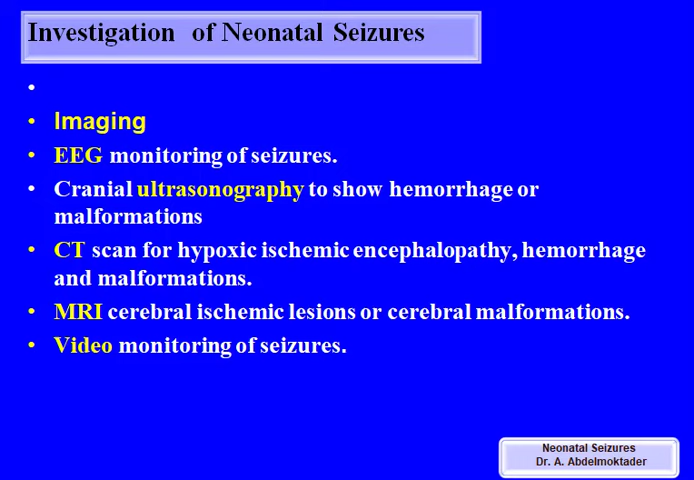 Investigation of Neonatal Seizures
•
• Imaging
• EEG monitoring of seizures.
• Cranial ultrasonography to show hemorrhage or
malformations
• CT scan for hypoxic ischemic encephalopathy, hemorrhage
and malformations.
• MRI cerebral ischemic lesions or cerebral malformations.
• Video monitoring of seizures.
Neonatal Seizures
Dr. A. Abdelmoktader